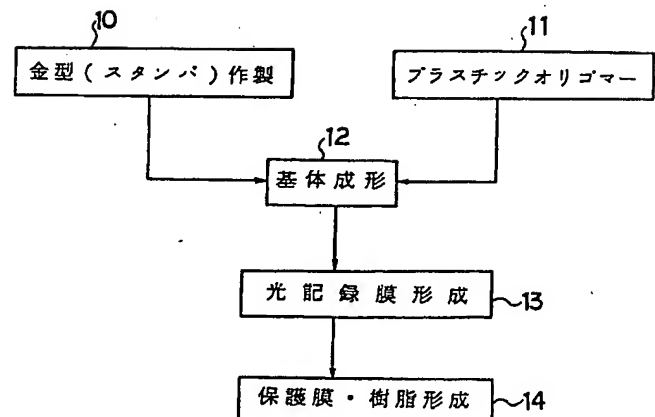 10
金型(スタンパ)作製
11
プラスチックオリゴマー
12
基体成形
光記録膜形成
13
保護膜・樹脂形成
14